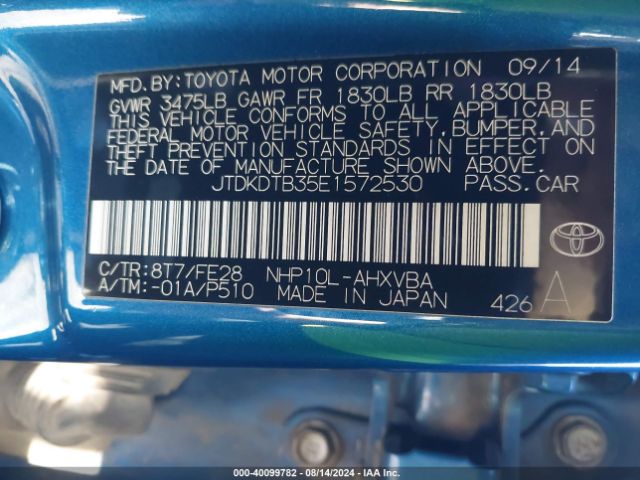 MFD. BY: TOYOTA MOTOR CORPORATION 09/14
GVWR 3475LB GAWR FR 1830LB RR 1830LB
THIS VEHICLE CONFORMS TO ALL APPLICABLE
FEDERAL MOTOR VEHICLE SAFETY, BUMPER, AND
THEFT PREVENTION STANDARDS IN EFFECT ON
THE DATE OF MANUFACTURE SHOWN ABOVE.
JTDKDTB35E1572530 PASS. CAR
C/TR: 8T7/FE28 NHP10L-AHXVBA
A/TM: -01A/P510 MADE IN JAPAN 426 A
000-40099782 - 08/14/2024 - IAA Inc.